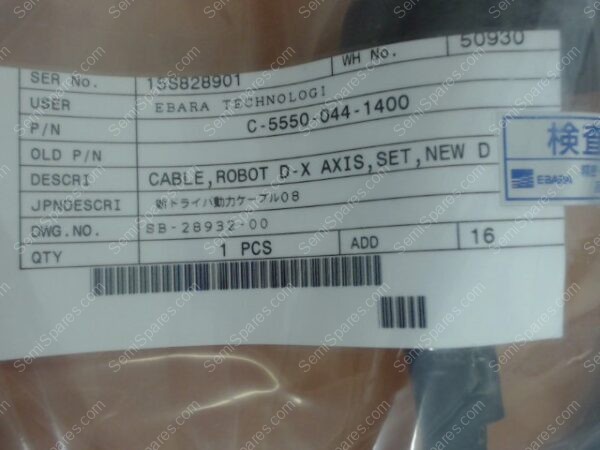 SER No. 15S828901 WH No. 50930
USER EBARA TECHNOLOGI
P/N C-5550-044-1400
OLD P/N
DESCRI CABLE,ROBOT D-X AXIS,SET,NEW D
JPNDESCRI 新ドライバ動力ケーブル08
DWG.NO. SB-28932-00
QTY 1 PCS ADD 16
検査
EBARA
SemiSpares.com